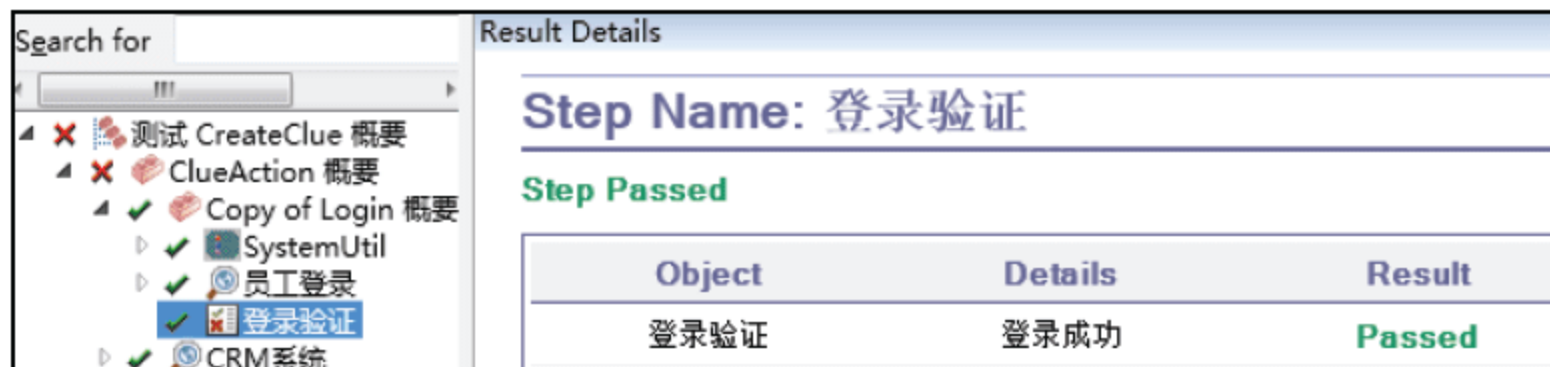 Search for
测试 CreateClue 概要
ClueAction 概要
Copy of Login 概要
SystemUtil
员工登录
登录验证
CRM系统
Result Details
Step Name: 登录验证
Step Passed
Object Details Result
登录验证 登录成功 Passed